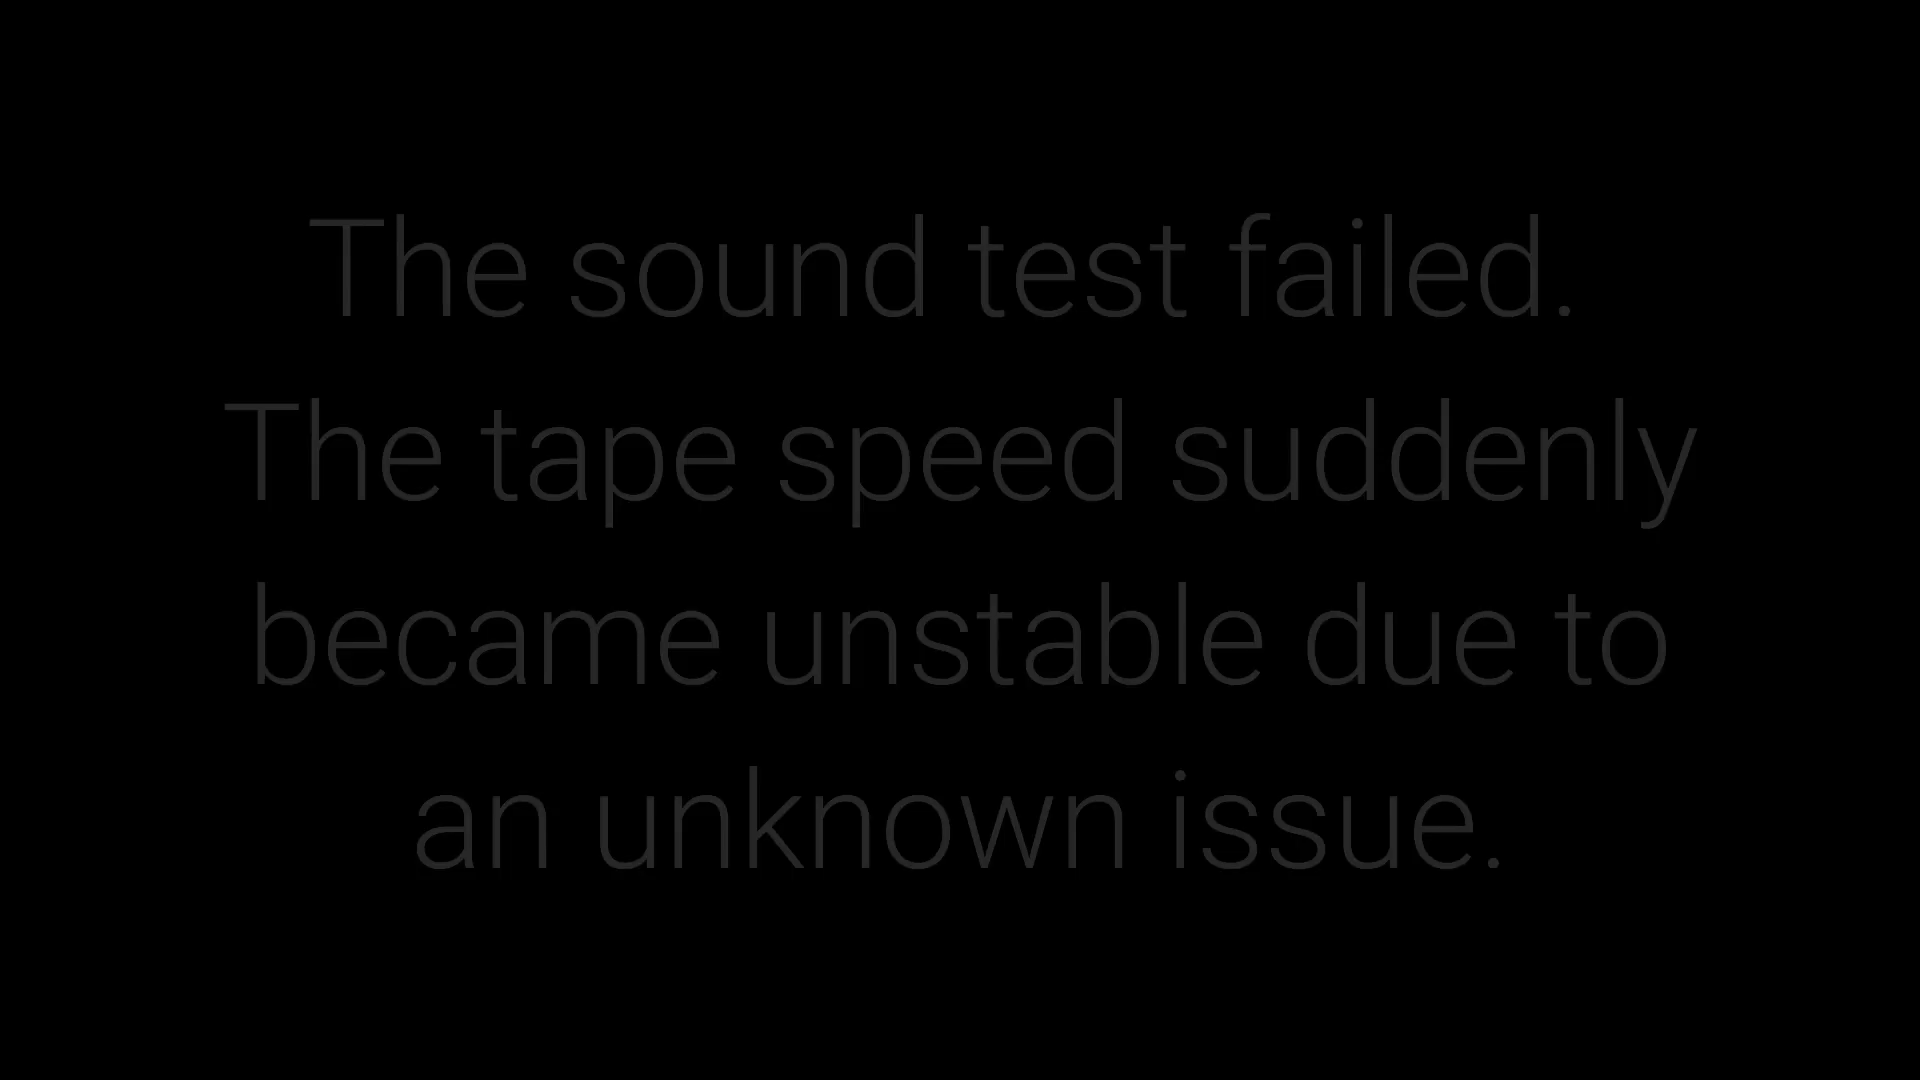 The sound test failed.
The tape speed suddenly
became unstable due to
an unknown issue.